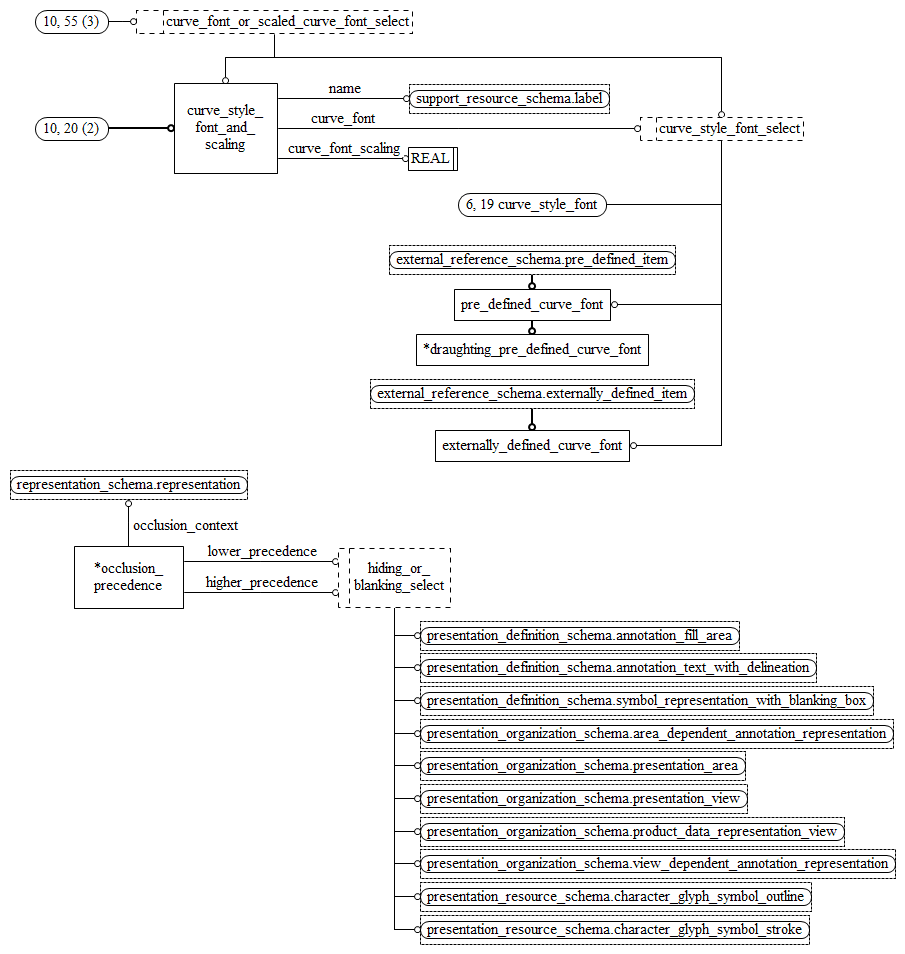 10, 55 (3)
curve_font_or_scaled_curve_font_select
name
support_resource_schema.label
curve_style_
font_and_
scaling
10, 20 (2)
curve_font
curve_style_font_select
curve_font_scaling
REAL
6, 19 curve_style_font
external_reference_schema.pre_defined_item
pre_defined_curve_font
*draughting_pre_defined_curve_font
external_reference_schema.externally_defined_item
externally_defined_curve_font
representation_schema.representation
occlusion_context
*occlusion_
precedence
lower_precedence
higher_precedence
hiding_or_
blanking_select
presentation_definition_schema.annotation_fill_area
presentation_definition_schema.annotation_text_with_delineation
presentation_definition_schema.symbol_representation_with_blanking_box
presentation_organization_schema.area_dependent_annotation_representation
presentation_organization_schema.presentation_area
presentation_organization_schema.presentation_view
presentation_organization_schema.product_data_representation_view
presentation_organization_schema.view_dependent_annotation_representation
presentation_resource_schema.character_glyph_symbol_outline
presentation_resource_schema.character_glyph_symbol_stroke